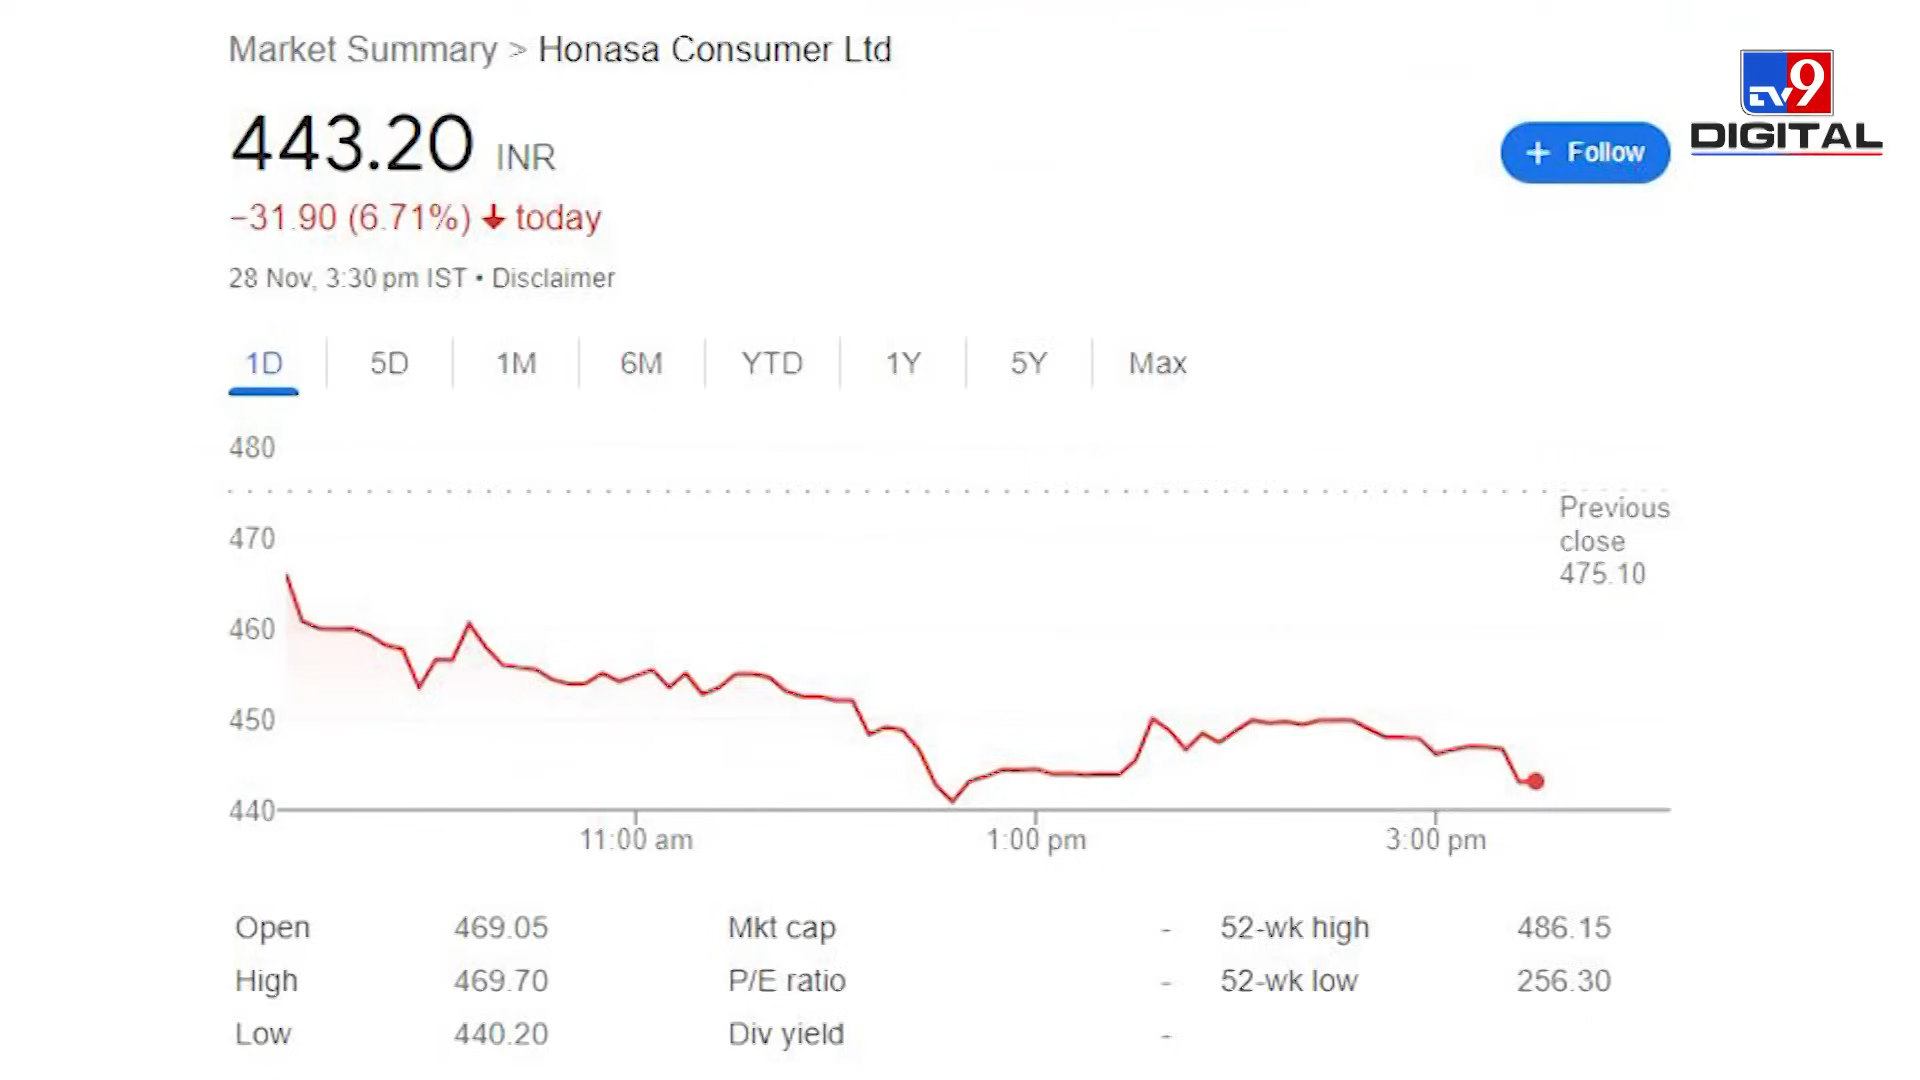 Market Summary > Honasa Consumer Ltd
TV9
DIGITAL
443.20 INR
+ Follow
−31.90 (6.71%) ↓ today
28 Nov, 3:30 pm IST • Disclaimer
1D 5D 1M 6M YTD 1Y 5Y Max
480
470
460
450
440
Previous
close
475.10
11:00 am 1:00 pm 3:00 pm
Open 469.05 Mkt cap - 52-wk high 486.15
High 469.70 P/E ratio - 52-wk low 256.30
Low 440.20 Div yield -